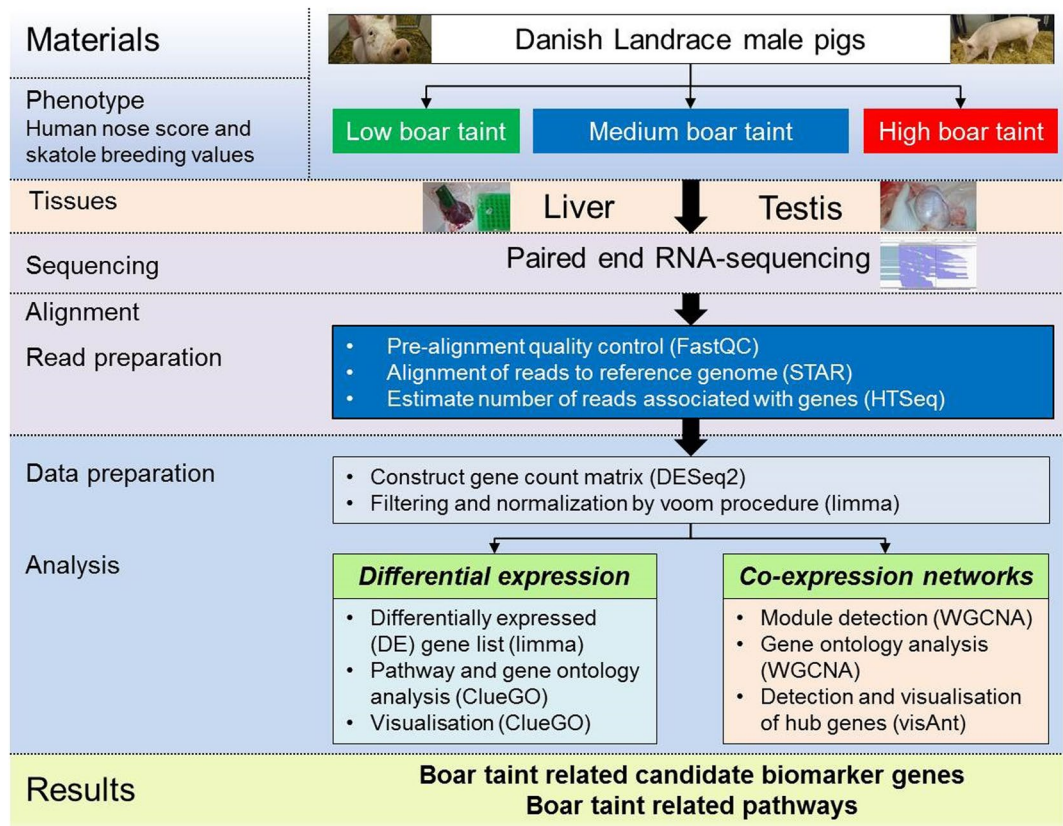 Materials
Danish Landrace male pigs
Phenotype
Human nose score and
skatole breeding values
Low boar taint
Medium boar taint
High boar taint
Tissues
Liver
Testis
Sequencing
Paired end RNA-sequencing
Alignment
Read preparation
• Pre-alignment quality control (FastQC)
• Alignment of reads to reference genome (STAR)
• Estimate number of reads associated with genes (HTSeq)
Data preparation
• Construct gene count matrix (DESeq2)
• Filtering and normalization by voom procedure (limma)
Analysis
Differential expression
• Differentially expressed
(DE) gene list (limma)
• Pathway and gene ontology
analysis (ClueGO)
• Visualisation (ClueGO)
Co-expression networks
• Module detection (WGCNA)
• Gene ontology analysis
(WGCNA)
• Detection and visualisation
of hub genes (visAnt)
Results
Boar taint related candidate biomarker genes
Boar taint related pathways